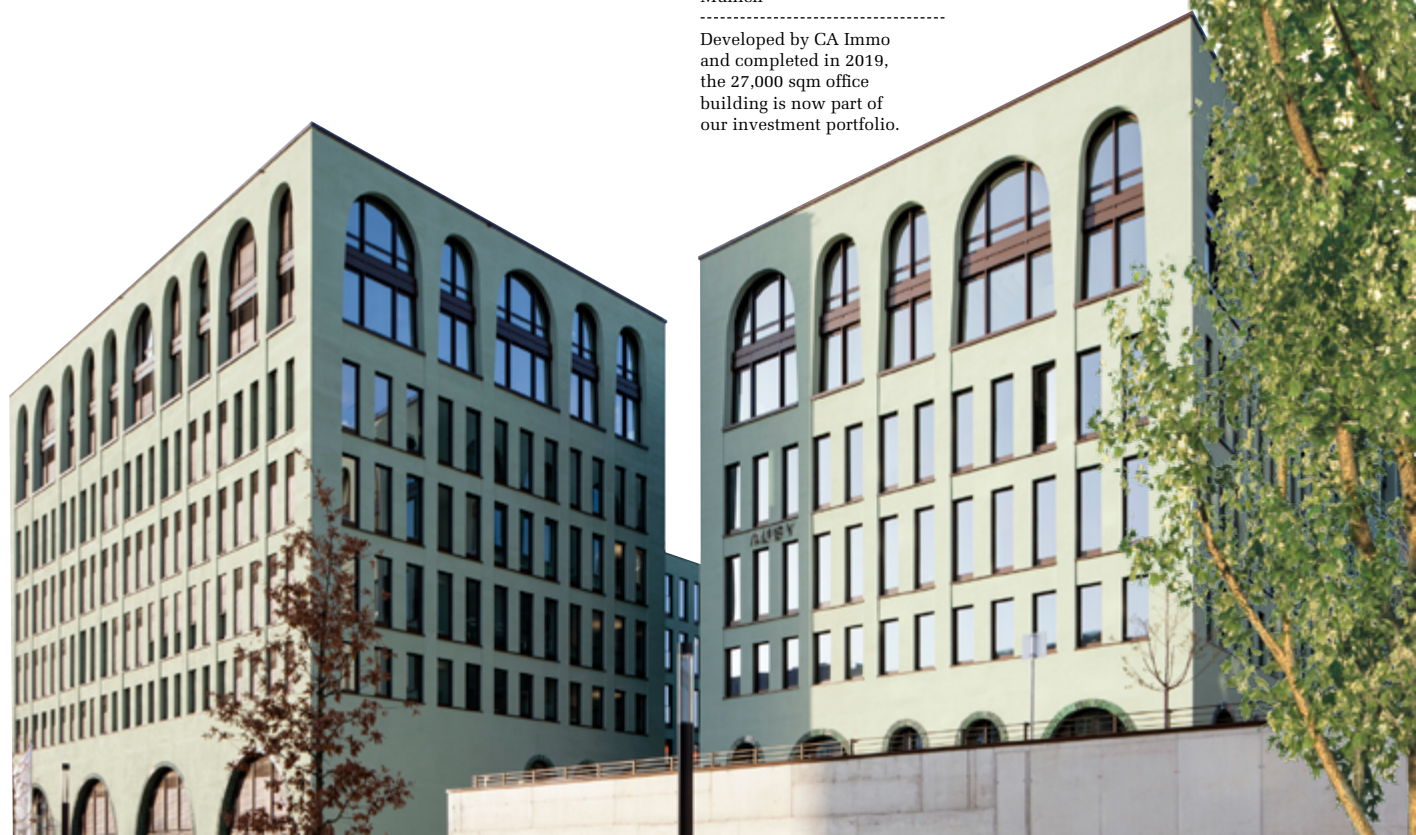 Munich
Developed by CA Immo
and completed in 2019,
the 27,000 sqm office
building is now part of
our investment portfolio.